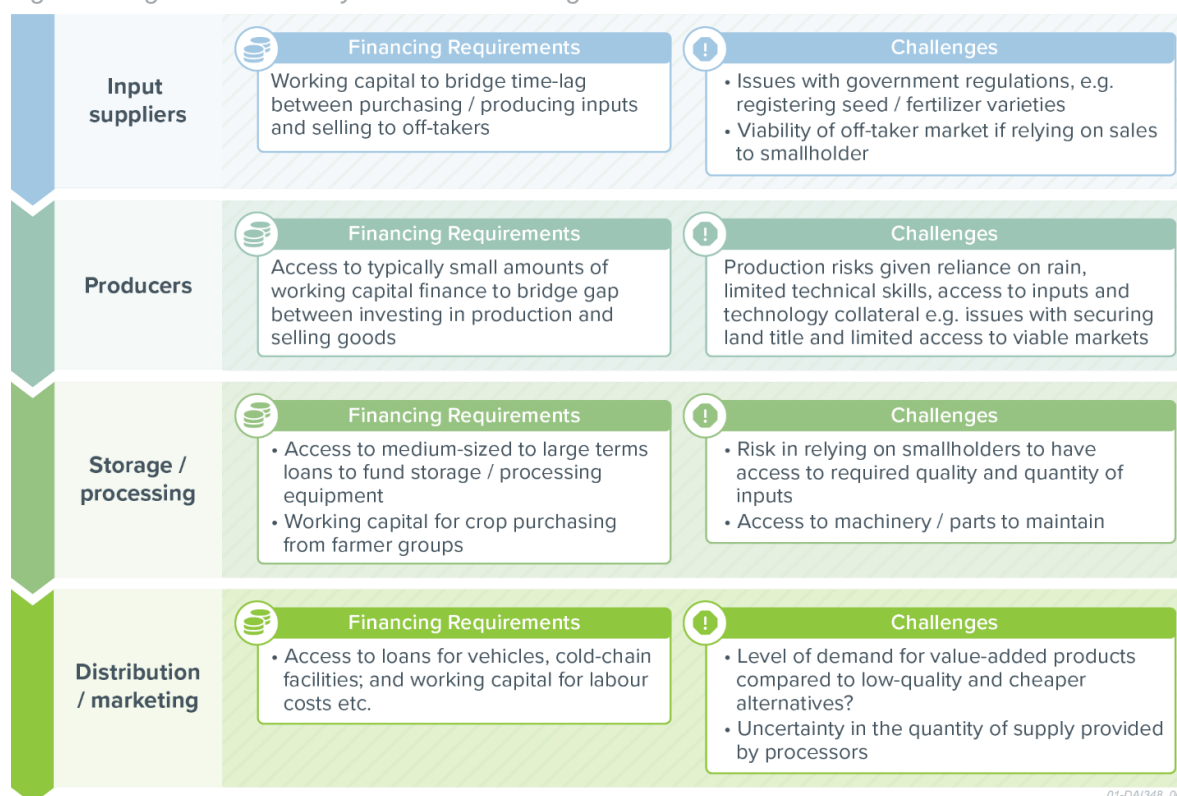 Input
suppliers
Financing Requirements
Working capital to bridge time-lag
between purchasing / producing inputs
and selling to off-takers
Challenges
• Issues with government regulations, e.g.
registering seed / fertilizer varieties
• Viability of off-taker market if relying on sales
to smallholder
Producers
Financing Requirements
Access to typically small amounts of
working capital finance to bridge gap
between investing in production and
selling goods
Challenges
Production risks given reliance on rain,
limited technical skills, access to inputs and
technology collateral e.g. issues with securing
land title and limited access to viable markets
Storage /
processing
Financing Requirements
• Access to medium-sized to large terms
loans to fund storage / processing
equipment
• Working capital for crop purchasing
from farmer groups
Challenges
• Risk in relying on smallholders to have
access to required quality and quantity of
inputs
• Access to machinery / parts to maintain
Distribution
/ marketing
Financing Requirements
• Access to loans for vehicles, cold-chain
facilities; and working capital for labour
costs etc.
Challenges
• Level of demand for value-added products
compared to low-quality and cheaper
alternatives?
• Uncertainty in the quantity of supply provided
by processors